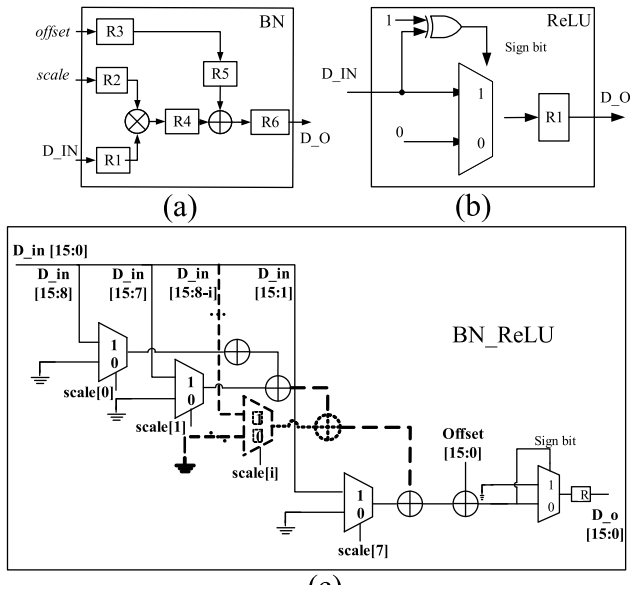 BN
offset
R3
scale
R2
R5
R4
R6
D_IN
R1
D_O
(a)
ReLU
1
Sign bit
D_IN
1
R1
D_O
0
0
(b)
D_in [15:0]
D_in [15:8]
D_in [15:7]
D_in [15:8-i]
D_in [15:1]
BN_ReLU
1
0
scale[0]
1
0
scale[1]
scale[i]
Offset [15:0]
Sign bit
1
0
scale[7]
1
0
R
D_o [15:0]